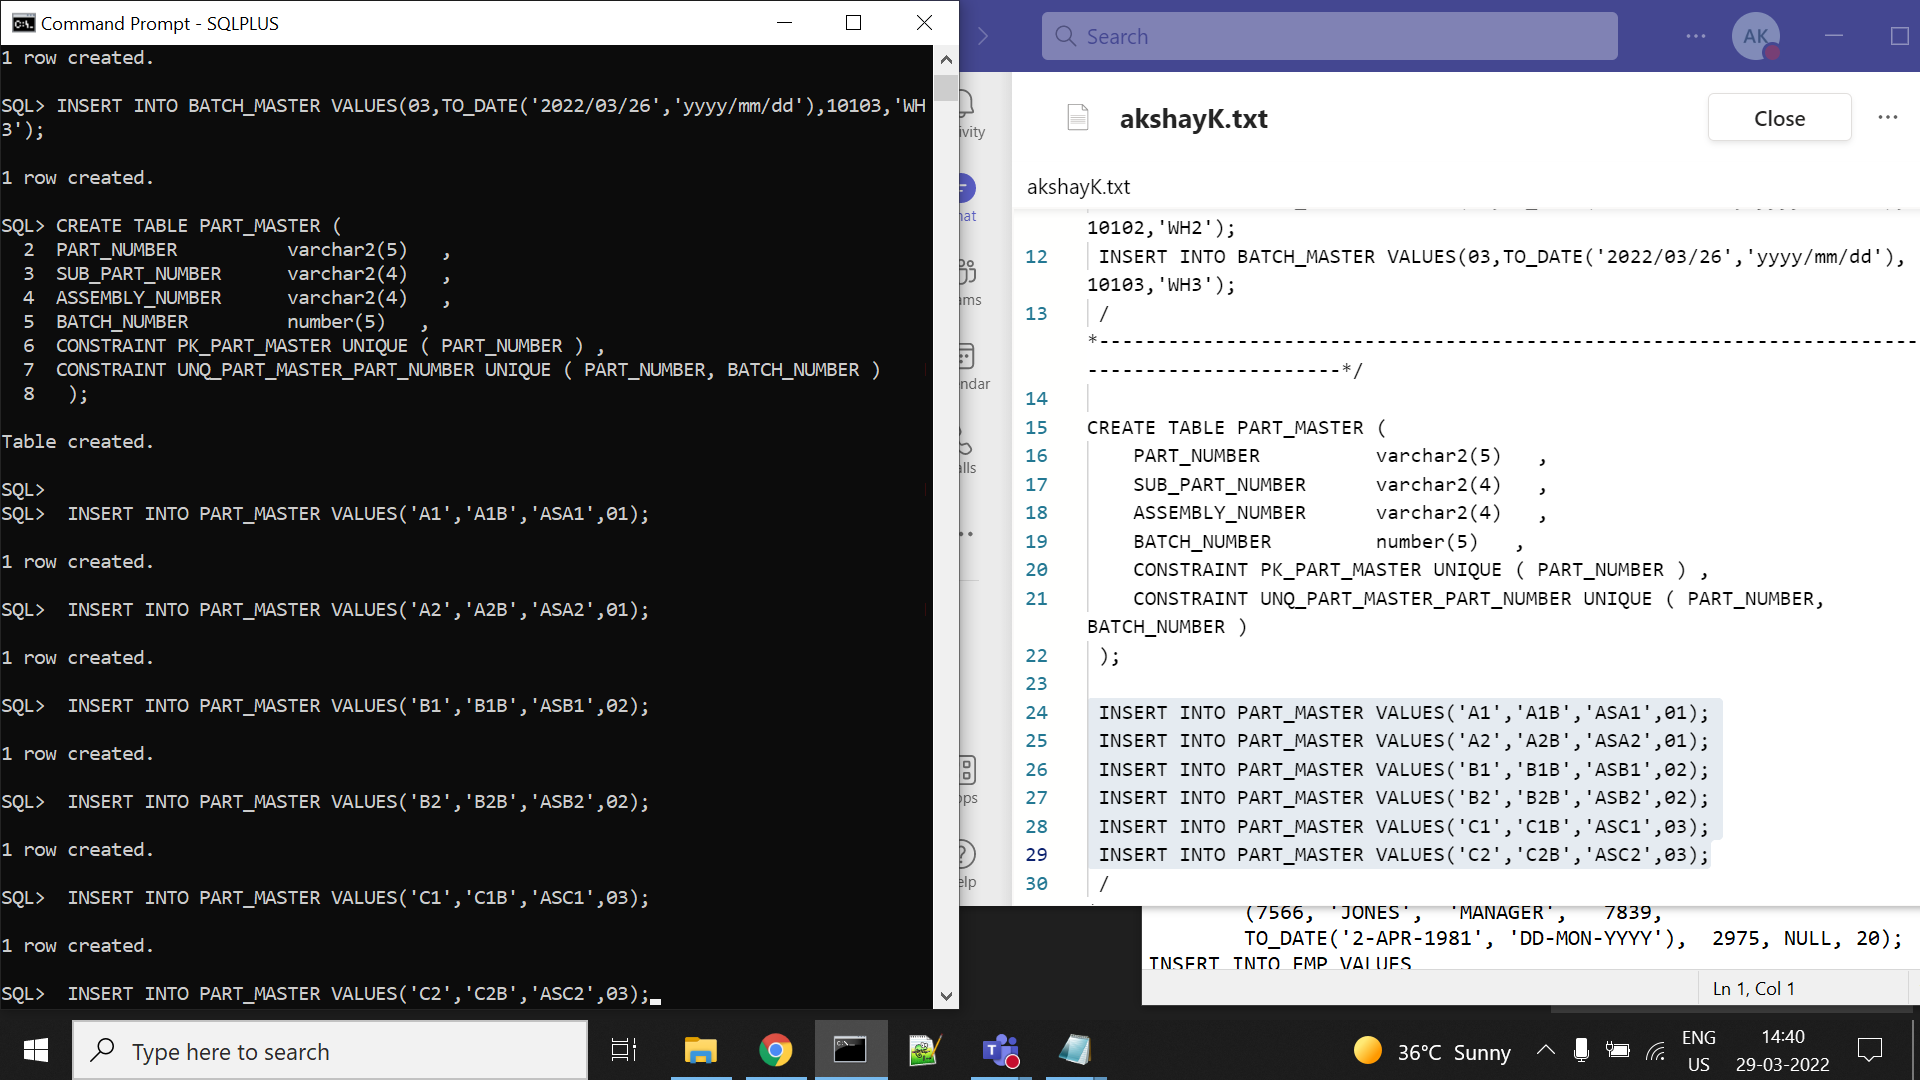 Command Prompt - SQLPLUS
1 row created.
SQL> INSERT INTO BATCH_MASTER VALUES(03,TO_DATE('2022/03/26','yyyy/mm/dd'),10103,'WH
3');
1 row created.
SQL> CREATE TABLE PART_MASTER (
  2  PART_NUMBER          varchar2(5)   ,
  3  SUB_PART_NUMBER      varchar2(4)   ,
  4  ASSEMBLY_NUMBER      varchar2(4)   ,
  5  BATCH_NUMBER         number(5)   ,
  6  CONSTRAINT PK_PART_MASTER UNIQUE ( PART_NUMBER ) ,
  7  CONSTRAINT UNQ_PART_MASTER_PART_NUMBER UNIQUE ( PART_NUMBER, BATCH_NUMBER )
  8   );
Table created.
SQL>
SQL>  INSERT INTO PART_MASTER VALUES('A1','A1B','ASA1',01);
1 row created.
SQL>  INSERT INTO PART_MASTER VALUES('A2','A2B','ASA2',01);
1 row created.
SQL>  INSERT INTO PART_MASTER VALUES('B1','B1B','ASB1',02);
1 row created.
SQL>  INSERT INTO PART_MASTER VALUES('B2','B2B','ASB2',02);
1 row created.
SQL>  INSERT INTO PART_MASTER VALUES('C1','C1B','ASC1',03);
1 row created.
SQL>  INSERT INTO PART_MASTER VALUES('C2','C2B','ASC2',03);
Search
AK
ivity
hat
ams
ndar
lls
pps
elp
akshayK.txt
Close
akshayK.txt
10102,'WH2');
12 INSERT INTO BATCH_MASTER VALUES(03,TO_DATE('2022/03/26','yyyy/mm/dd'),
10103,'WH3');
13 /
*-----------------------------------------------------------------------
----------------------*/
14
15 CREATE TABLE PART_MASTER (
16     PART_NUMBER          varchar2(5)   ,
17     SUB_PART_NUMBER      varchar2(4)   ,
18     ASSEMBLY_NUMBER      varchar2(4)   ,
19     BATCH_NUMBER         number(5)   ,
20     CONSTRAINT PK_PART_MASTER UNIQUE ( PART_NUMBER ) ,
21     CONSTRAINT UNQ_PART_MASTER_PART_NUMBER UNIQUE ( PART_NUMBER,
BATCH_NUMBER )
22  );
23
24  INSERT INTO PART_MASTER VALUES('A1','A1B','ASA1',01);
25  INSERT INTO PART_MASTER VALUES('A2','A2B','ASA2',01);
26  INSERT INTO PART_MASTER VALUES('B1','B1B','ASB1',02);
27  INSERT INTO PART_MASTER VALUES('B2','B2B','ASB2',02);
28  INSERT INTO PART_MASTER VALUES('C1','C1B','ASC1',03);
29  INSERT INTO PART_MASTER VALUES('C2','C2B','ASC2',03);
30  /
(7566, 'JONES',  'MANAGER',   7839,
TO_DATE('2-APR-1981', 'DD-MON-YYYY'),  2975, NULL, 20);
INSERT INTO EMP VALUES
Ln 1, Col 1
Type here to search
36°C Sunny
ENG
US
14:40
29-03-2022